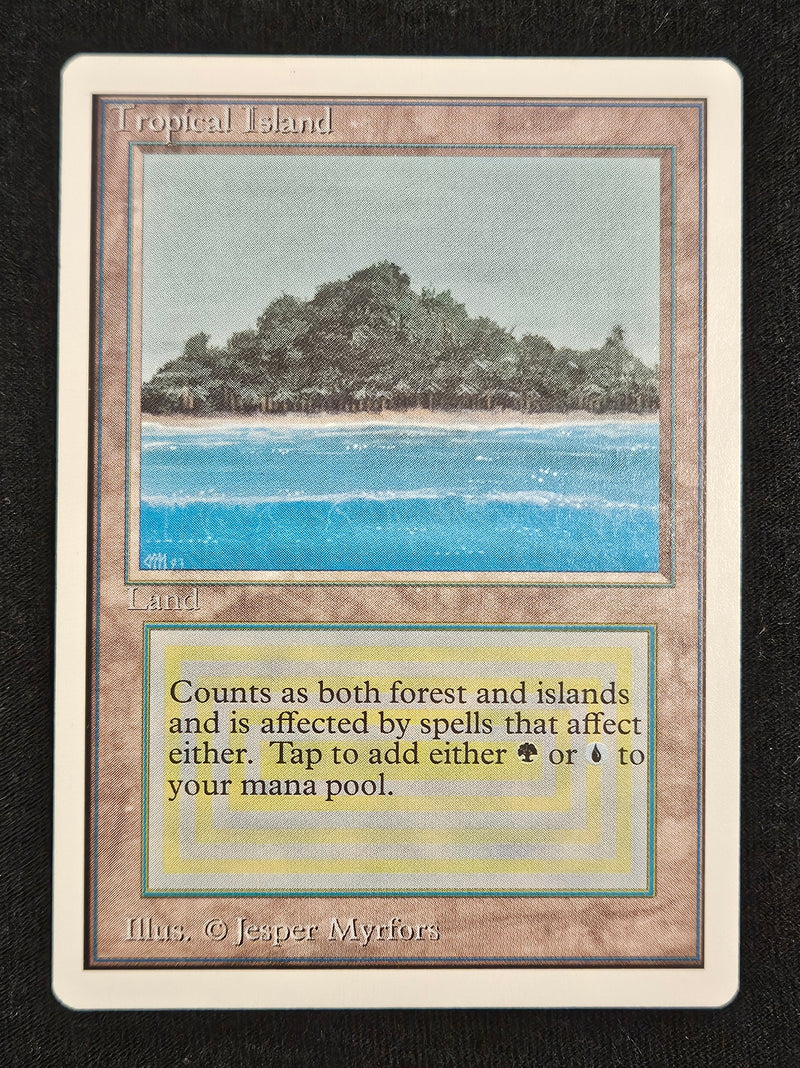 Tropical Island
Land
Counts as both forest and islands
and is affected by spells that affect
either. Tap to add either or to
your mana pool.
Illus. © Jesper Myrfors